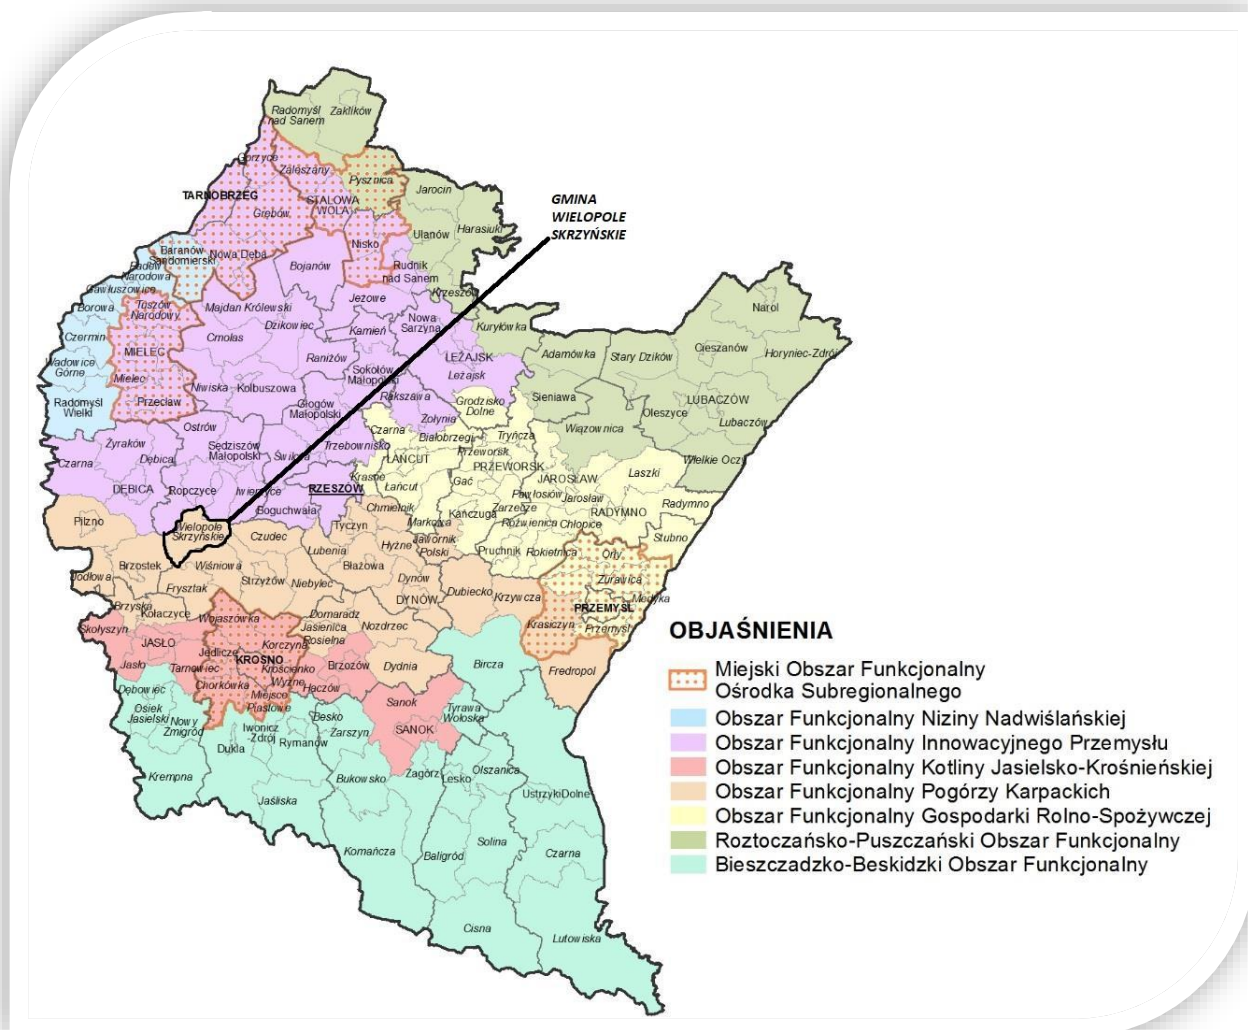 Radomyśl
nad Sanem
Zaklików
Gorzyce
Zaleszany
Pysznica
TARNOBRZEG
STALOWA
WOLA
Jarocin
GMINA
WIELOPOLE
SKRZYŃSKIE
Grębów
Ulanów
Harasiuki
Nisko
Baranów
Sandomierski
Nowa Dęba
Bojanów
Rudnik
nad Sanem
Padew
Narodowa
Gawłuszowice
Jeżowe
Krzeszów
Borowa
Tuszów
Narodowy
Majdan Królewski
Narol
Dzikowiec
Kamień
Nowa
Sarzyna
Kuryłówka
Czermin
Cmolas
MIELEC
Raniżów
LEŻAJSK
Adamówka
Stary Dzików
Cieszanów
Horyniec-Zdrój
Wadowice
Górne
Mielec
Sokołów
Małopolski
Leżajsk
Niwiska
Kolbuszowa
Rakszawa
Grodzisko
Dolne
Sieniawa
LUBACZÓW
Radomyśl
Wielki
Przecław
Głogów
Małopolski
Oleszyce
Żołynia
Lubaczów
Ostrów
Czarna
Białobrzegi
Tryńcza
Wiązownica
Żyraków
Sędziszów
Małopolski
Trzebownisko
Przeworsk
Świlcza
ŁAŃCUT
PRZEWORSK
Wielkie Oczy
Czarna
Dębica
Krasne
Łańcut
Gać
JAROSŁAW
Laszki
DĘBICA
Ropczyce
Iwierzyce
RZESZÓW
Pawłosiów
Jarosław
Boguchwała
Chmielnik
Kańczuga
Zarzecze
RADYMNO
Radymno
Pilzno
Wielopole
Skrzyńskie
Czudec
Tyczyn
Markowa
Roźwienica
Chłopice
Stubno
Jawornik
Polski
Lubenia
Hyżne
Pruchnik
Rokietnica
Orły
Brzostek
Wiśniowa
Błażowa
Jodłowa
Strzyżów
Niebylec
Dynów
Żurawica
Frysztak
DYNÓW
Dubiecko
Krzywcza
Medyka
Brzyska
Kołaczyce
Wojaszówka
Domaradz
PRZEMYŚL
Skołyszyn
Jasienica
Rosielna
Nozdrzec
Krasiczyn
Przemyśl
JASŁO
Jedlicze
Korczyna
Jasło
Tarnowiec
KROSNO
Krościenko
Wyżne
Brzozów
Dydnia
Bircza
Fredropol
Dębowiec
Chorkówka
Miejsce
Piastowe
Haczów
Sanok
Tyrawa
Wołoska
Osiek
Jasielski
Nowy
Żmigród
Iwonicz
-Zdrój
Besko
Zarszyn
SANOK
Dukla
Rymanów
Krempna
Bukowsko
Zagórz
Lesko
Olszanica
Jaśliska
Ustrzyki Dolne
Komańcza
Baligród
Solina
Czarna
Cisna
Lutowiska
OBJAŚNIENIA
Miejski Obszar Funkcjonalny
Ośrodka Subregionalnego
Obszar Funkcjonalny Niziny Nadwiślańskiej
Obszar Funkcjonalny Innowacyjnego Przemysłu
Obszar Funkcjonalny Kotliny Jasielsko-Krośnieńskiej
Obszar Funkcjonalny Pogórzy Karpackich
Obszar Funkcjonalny Gospodarki Rolno-Spożywczej
Roztoczańsko-Puszczański Obszar Funkcjonalny
Bieszczadzko-Beskidzki Obszar Funkcjonalny